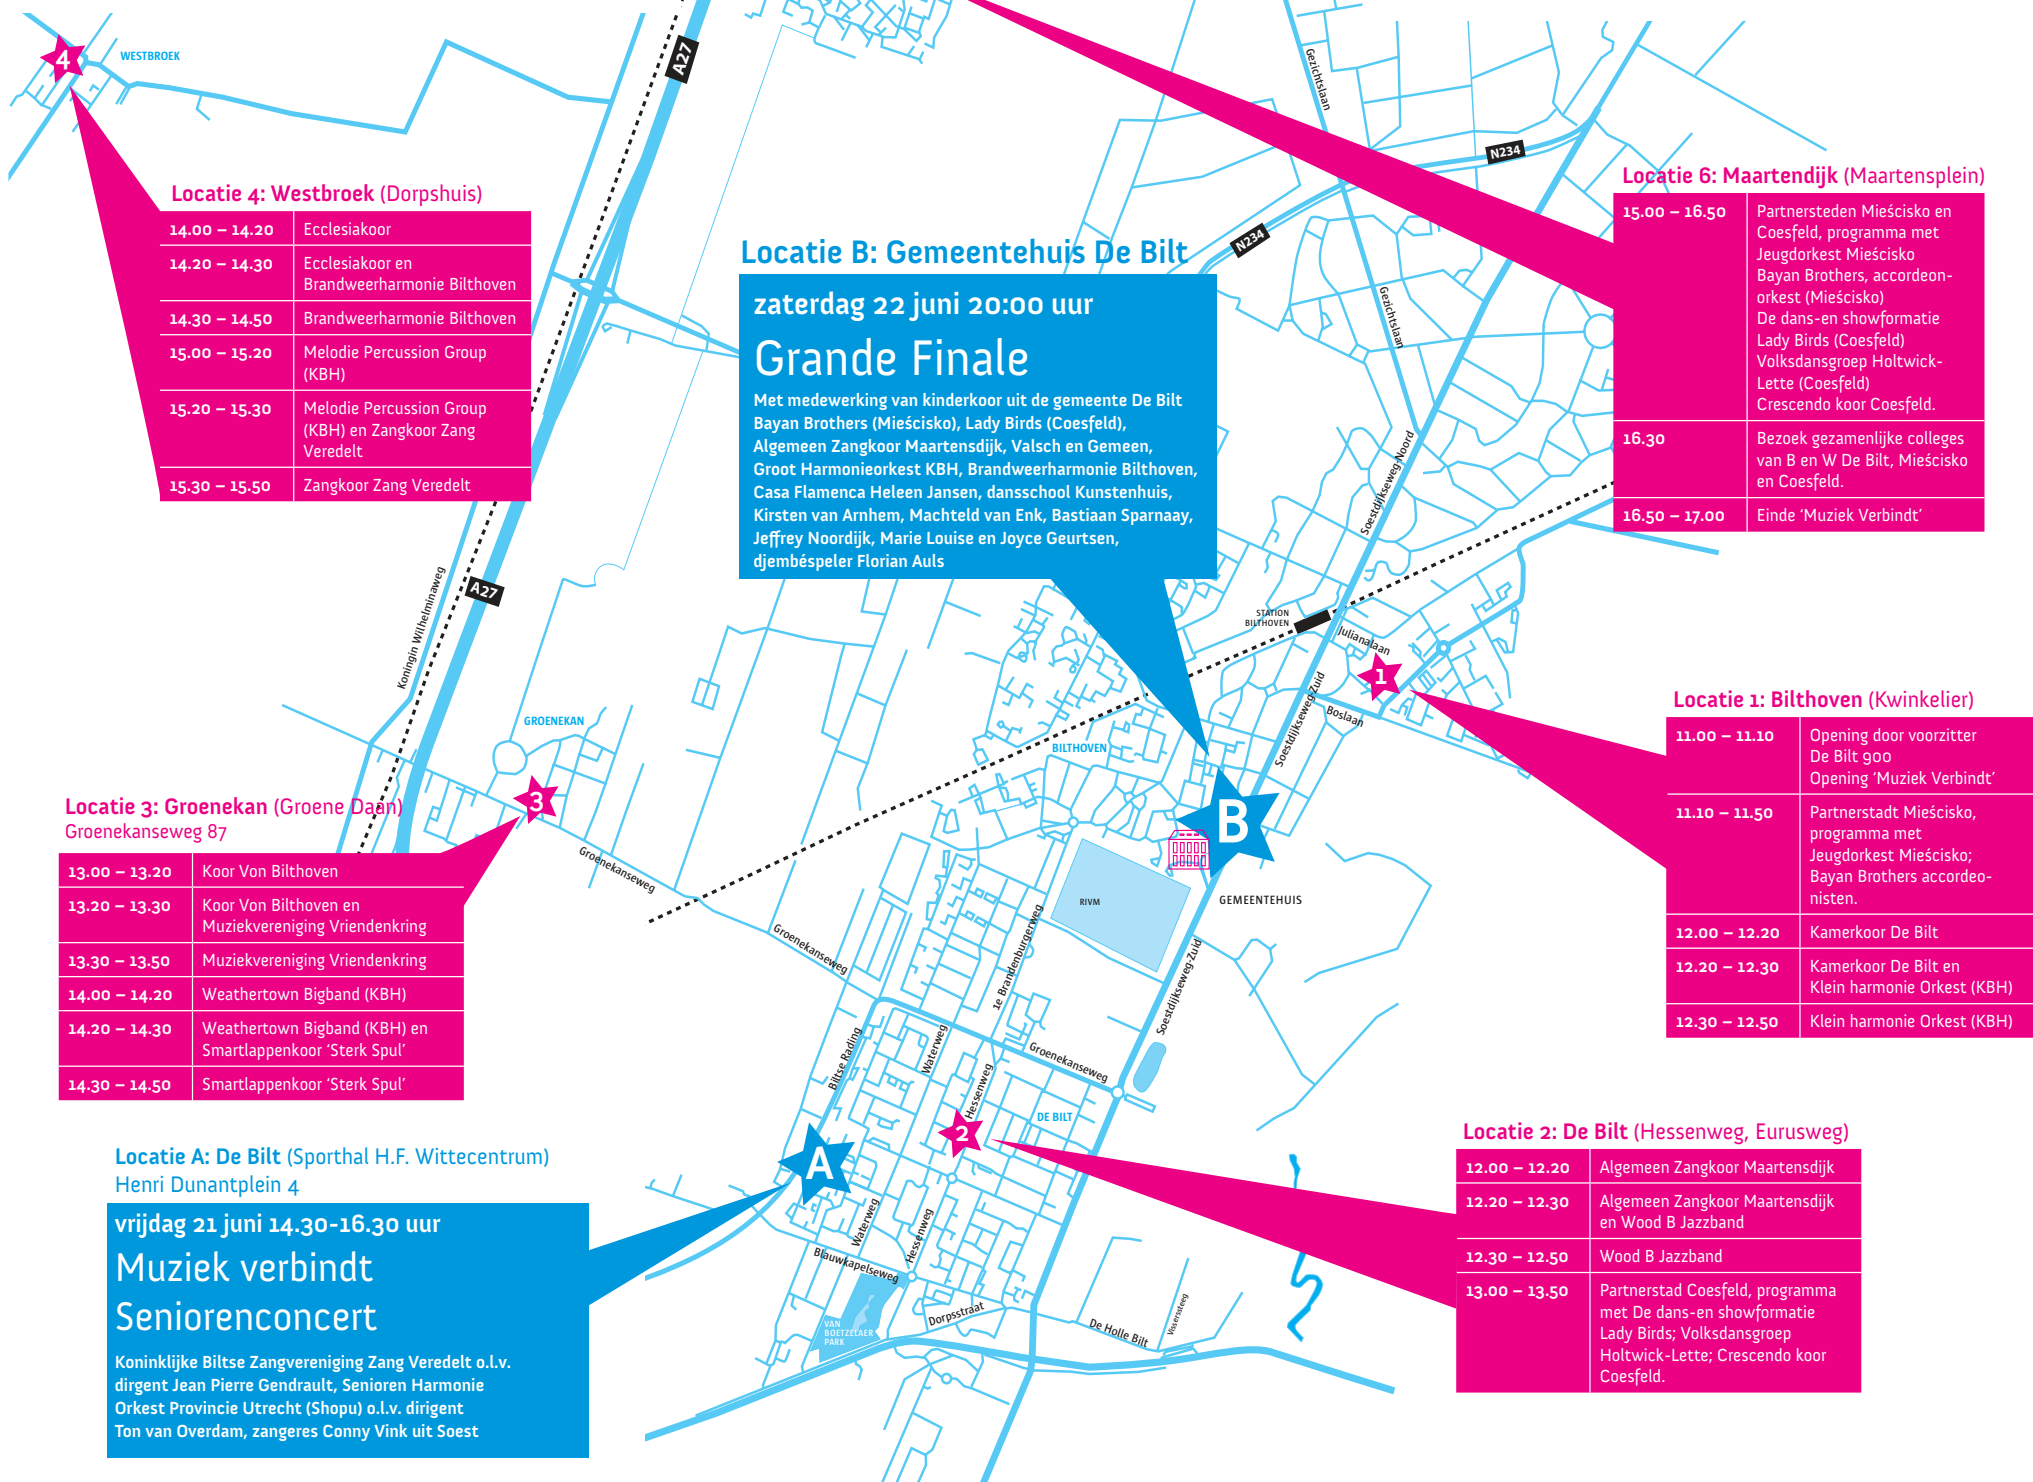 WESTBROEK
4
A27
Gezichtslaan
N234
Locatie 4: Westbroek (Dorpshuis)
14.00 – 14.20 Ecclesiakoor
14.20 – 14.30 Ecclesiakoor en
Brandweerharmonie Bilthoven
14.30 – 14.50 Brandweerharmonie Bilthoven
15.00 – 15.20 Melodie Percussion Group
(KBH)
15.20 – 15.30 Melodie Percussion Group
(KBH) en Zangkoor Zang
Veredelt
15.30 – 15.50 Zangkoor Zang Veredelt
Locatie 6: Maartendijk (Maartensplein)
15.00 – 16.50 Partnersteden Mieścisko en
Coesfeld, programma met
Jeugdorkest Mieścisko
Bayan Brothers, accordeon-
orkest (Mieścisko)
De dans-en showformatie
Lady Birds (Coesfeld)
Volksdansgroep Holtwick-
Lette (Coesfeld)
Crescendo koor Coesfeld.
16.30 Bezoek gezamenlijke colleges
van B en W De Bilt, Mieścisko
en Coesfeld.
16.50 – 17.00 Einde ‘Muziek Verbindt’
N234
Gezichtslaan
Locatie B: Gemeentehuis De Bilt
zaterdag 22 juni 20:00 uur
Grande Finale
Met medewerking van kinderkoor uit de gemeente De Bilt
Bayan Brothers (Mieścisko), Lady Birds (Coesfeld),
Algemeen Zangkoor Maartensdijk, Valsch en Gemeen,
Groot Harmonieorkest KBH, Brandweerharmonie Bilthoven,
Casa Flamenca Heleen Jansen, dansschool Kunstenhuis,
Kirsten van Arnhem, Machteld van Enk, Bastiaan Sparnaay,
Jeffrey Noordijk, Marie Louise en Joyce Geurtsen,
djembéspeler Florian Auls
Soestdijkseweg-Noord
A27
Koningin Wilhelminaweg
STATION
BILTHOVEN
Julianalaan
1
Soestdijkseweg-Zuid
Boslaan
GROENEKAN
BILTHOVEN
Locatie 1: Bilthoven (Kwinkelier)
11.00 – 11.10 Opening door voorzitter
De Bilt 900
Opening ‘Muziek Verbindt’
11.10 – 11.50 Partnerstadt Mieścisko,
programma met
Jeugdorkest Mieścisko;
Bayan Brothers accordeo-
nisten.
12.00 – 12.20 Kamerkoor De Bilt
12.20 – 12.30 Kamerkoor De Bilt en
Klein harmonie Orkest (KBH)
12.30 – 12.50 Klein harmonie Orkest (KBH)
3
B
Locatie 3: Groenekan (Groene Daan)
Groenekanseweg 87
13.00 – 13.20 Koor Von Bilthoven
13.20 – 13.30 Koor Von Bilthoven en
Muziekvereniging Vriendenkring
13.30 – 13.50 Muziekvereniging Vriendenkring
14.00 – 14.20 Weathertown Bigband (KBH)
14.20 – 14.30 Weathertown Bigband (KBH) en
Smartlappenkoor ‘Sterk Spul’
14.30 – 14.50 Smartlappenkoor ‘Sterk Spul’
Groenekanseweg
RIVM
GEMEENTEHUIS
Groenekanseweg
1e Brandenburgerweg
Soestdijkseweg-Zuid
Biltse Rading
Waterweg
Hessenweg
Groenekanseweg
DE BILT
2
A
Locatie A: De Bilt (Sporthal H.F. Wittecentrum)
Henri Dunantplein 4
vrijdag 21 juni 14.30-16.30 uur
Muziek verbindt
Seniorenconcert
Koninklijke Biltse Zangvereniging Zang Veredelt o.l.v.
dirgent Jean Pierre Gendrault, Senioren Harmonie
Orkest Provincie Utrecht (Shopu) o.l.v. dirigent
Ton van Overdam, zangeres Conny Vink uit Soest
Locatie 2: De Bilt (Hessenweg, Eurusweg)
12.00 – 12.20 Algemeen Zangkoor Maartensdijk
12.20 – 12.30 Algemeen Zangkoor Maartensdijk
en Wood B Jazzband
12.30 – 12.50 Wood B Jazzband
13.00 – 13.50 Partnerstad Coesfeld, programma
met De dans-en showformatie
Lady Birds; Volksdansgroep
Holtwick-Lette; Crescendo koor
Coesfeld.
Waterweg
Hessenweg
Blauwkapelseweg
VAN
BOETZELAER
PARK
Dorpsstraat
De Holle Bilt
Visserssteeg